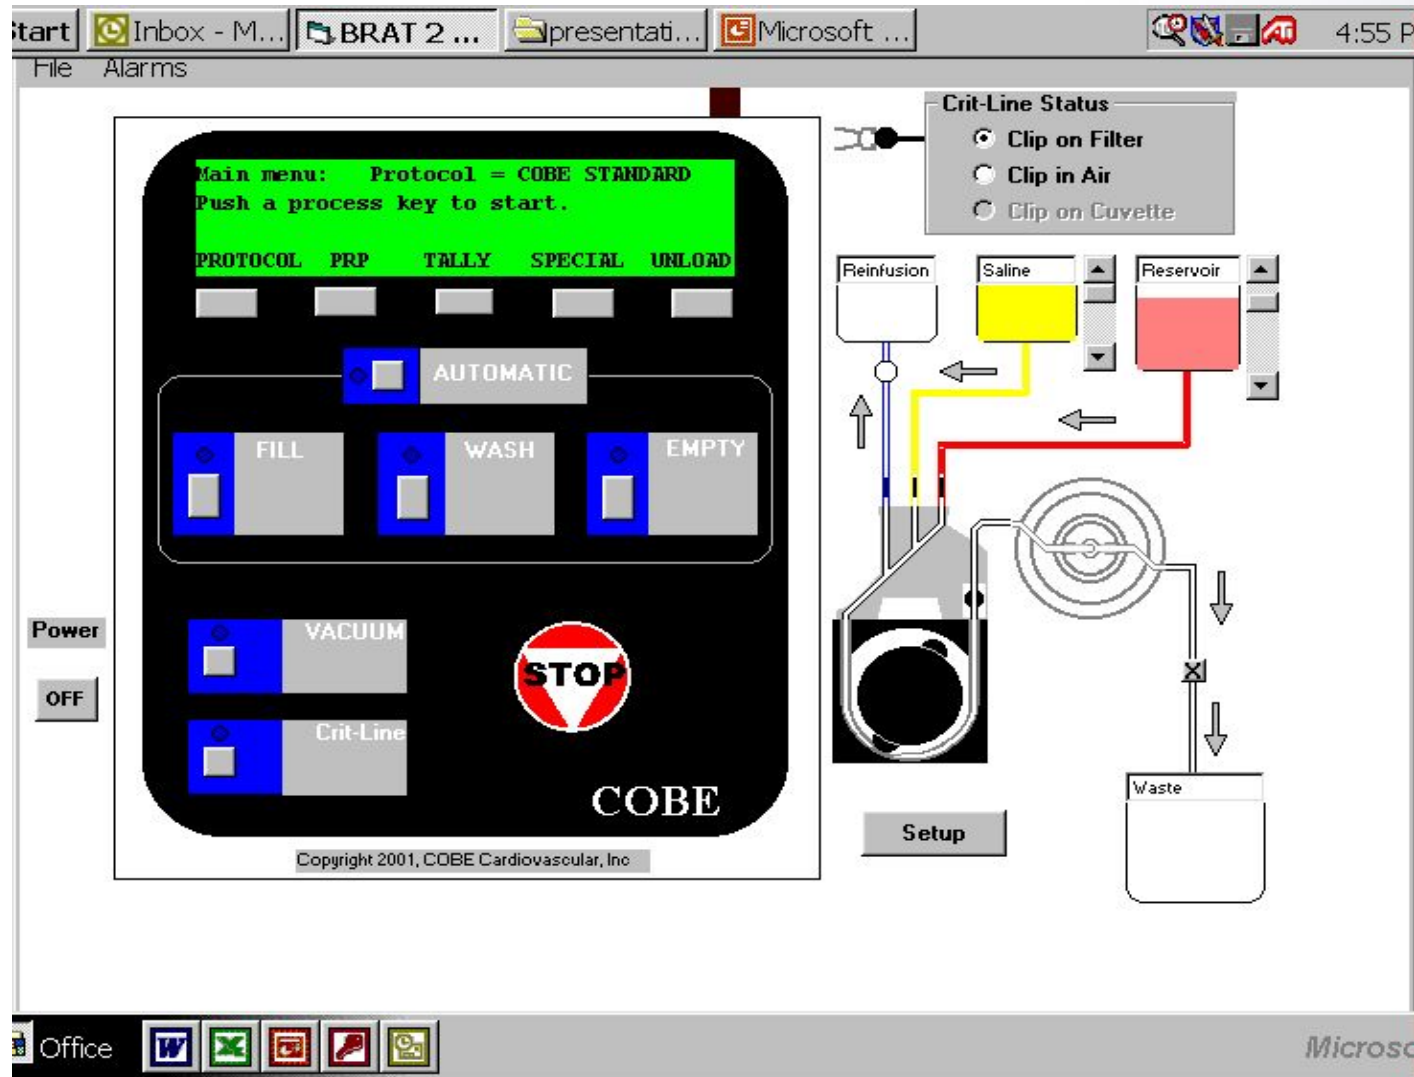 Start Inbox - M... BRAT 2 ... presentati... Microsoft ... 4:55 P
File Alarms
Crit-Line Status
Clip on Filter
Clip in Air
Clip on Cuvette
Main menu: Protocol = COBE STANDARD
Push a process key to start.
PROTOCOL PRP TALLY SPECIAL UNLOAD
Reinfusion Saline Reservoir
AUTOMATIC
FILL WASH EMPTY
Power
OFF
VACUUM
STOP
Crit-Line
COBE
X
Waste
Setup
Copyright 2001, COBE Cardiovascular, Inc
Office Microso